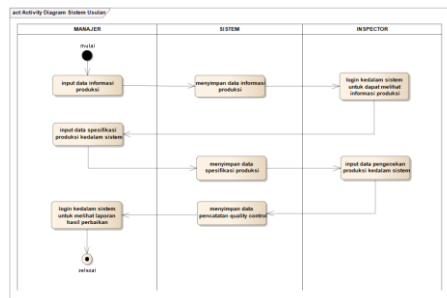 act Activity Diagram Sistem Usulan
MANAJER
SISTEM
INSPECTOR
mulai
input data informasi
produksi
menyimpan data informasi
produksi
login kedalam sistem
untuk dapat melihat
informasi produksi
input data spesifikasi
produksi kedalam sistem
menyimpan data
spesifikasi produksi
input data pengecekan
produksi kedalam sistem
login kedalam sistem
untuk melihat laporan
hasil perbaikan
menyimpan data
pencatatan quality control
selesai